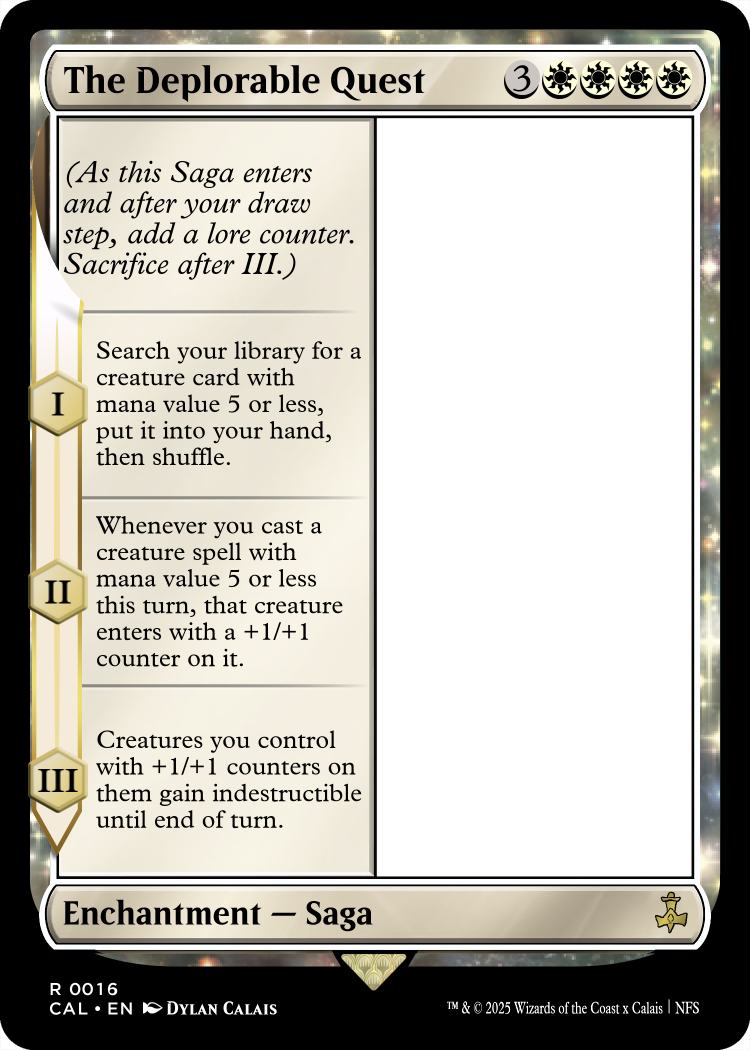 The Deplorable Quest 3
(As this Saga enters
and after your draw
step, add a lore counter.
Sacrifice after III.)
I
Search your library for a
creature card with
mana value 5 or less,
put it into your hand,
then shuffle.
II
Whenever you cast a
creature spell with
mana value 5 or less
this turn, that creature
enters with a +1/+1
counter on it.
III
Creatures you control
with +1/+1 counters on
them gain indestructible
until end of turn.
Enchantment — Saga
R 0016
CAL • EN DYLAN CALAIS
™ & © 2025 Wizards of the Coast x Calais | NFS